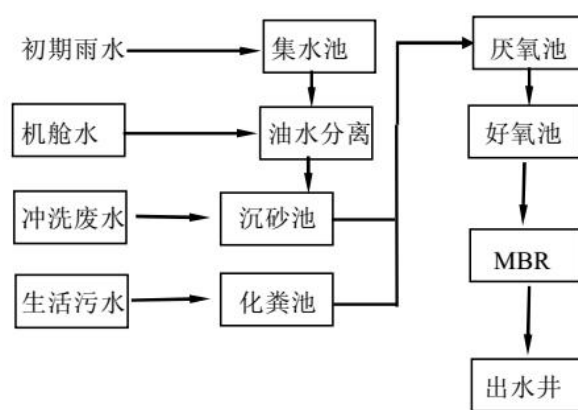 初期雨水
集水池
厌氧池
机舱水
油水分离
好氧池
冲洗废水
沉砂池
MBR
生活污水
化粪池
出水井